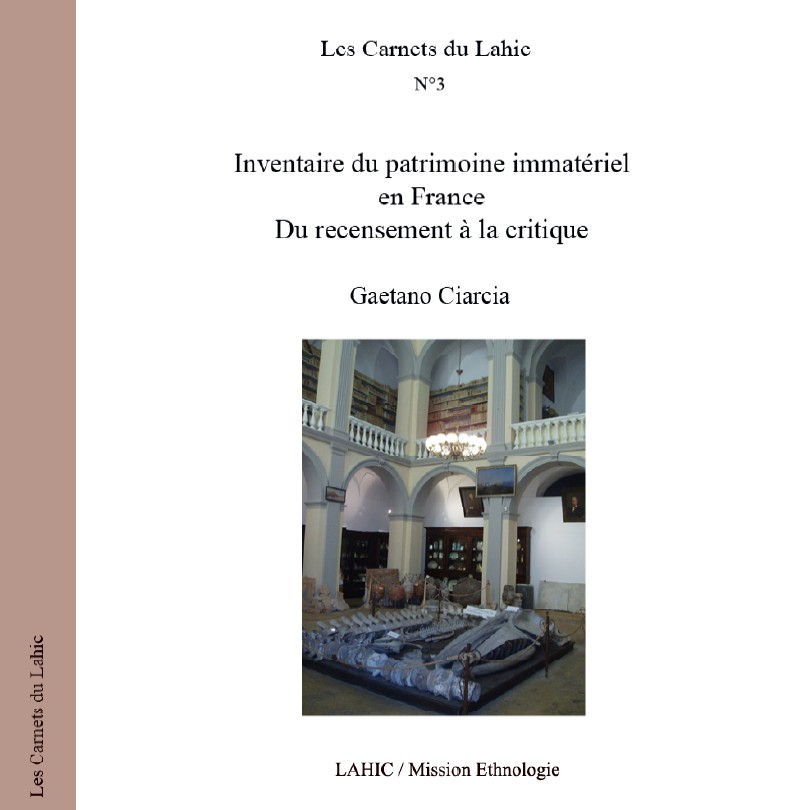 Les Carnets du Lahic
N°3
Inventaire du patrimoine immatériel
en France
Du recensement à la critique
Gaetano Ciarcia
LAHIC / Mission Ethnologie
Les Carnets du Lahic